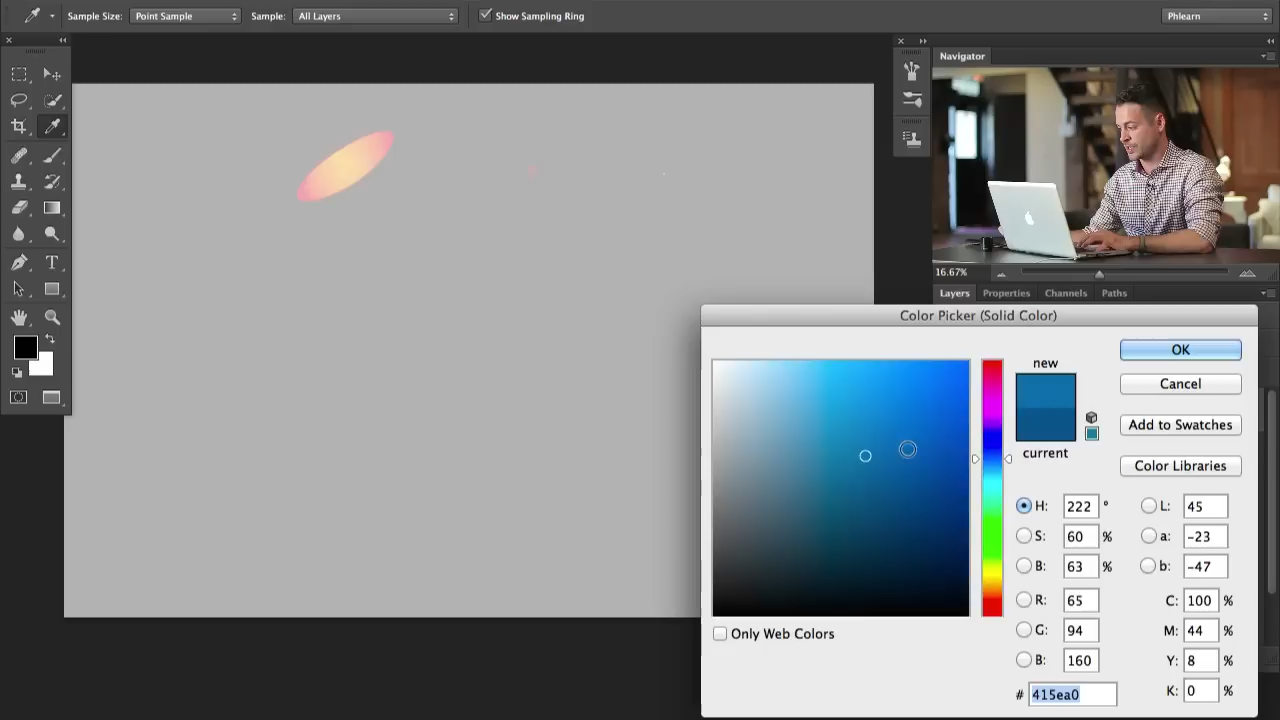 Sample Size: Point Sample Sample: All Layers Show Sampling Ring Phlearn
Navigator
16.67%
Layers Properties Channels Paths
Color Picker (Solid Color)
new
current
OK
Cancel
Add to Swatches
Color Libraries
H: 222 °
S: 60 %
B: 63 %
R: 65
G: 94
B: 160
# 415ea0
L: 45
a: -23
b: -47
C: 100 %
M: 44 %
Y: 8 %
K: 0 %
Only Web Colors